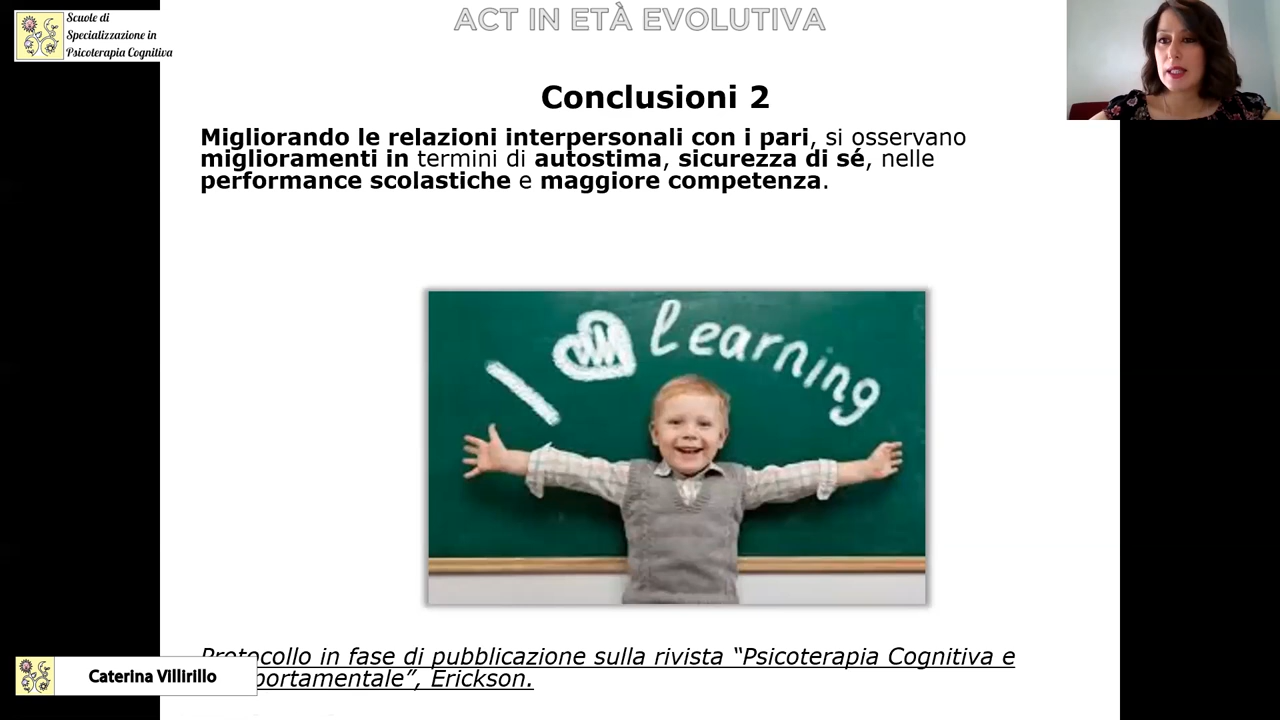 Scuole di
Specializzazione in
Psicoterapia Cognitiva
ACT IN ETÀ EVOLUTIVA
Conclusioni 2
Migliorando le relazioni interpersonali con i pari, si osservano
miglioramenti in termini di autostima, sicurezza di sé, nelle
performance scolastiche e maggiore competenza.
I learning
Protocollo in fase di pubblicazione sulla rivista “Psicoterapia Cognitiva e
portamentale”, Erickson.
Caterina Villirillo